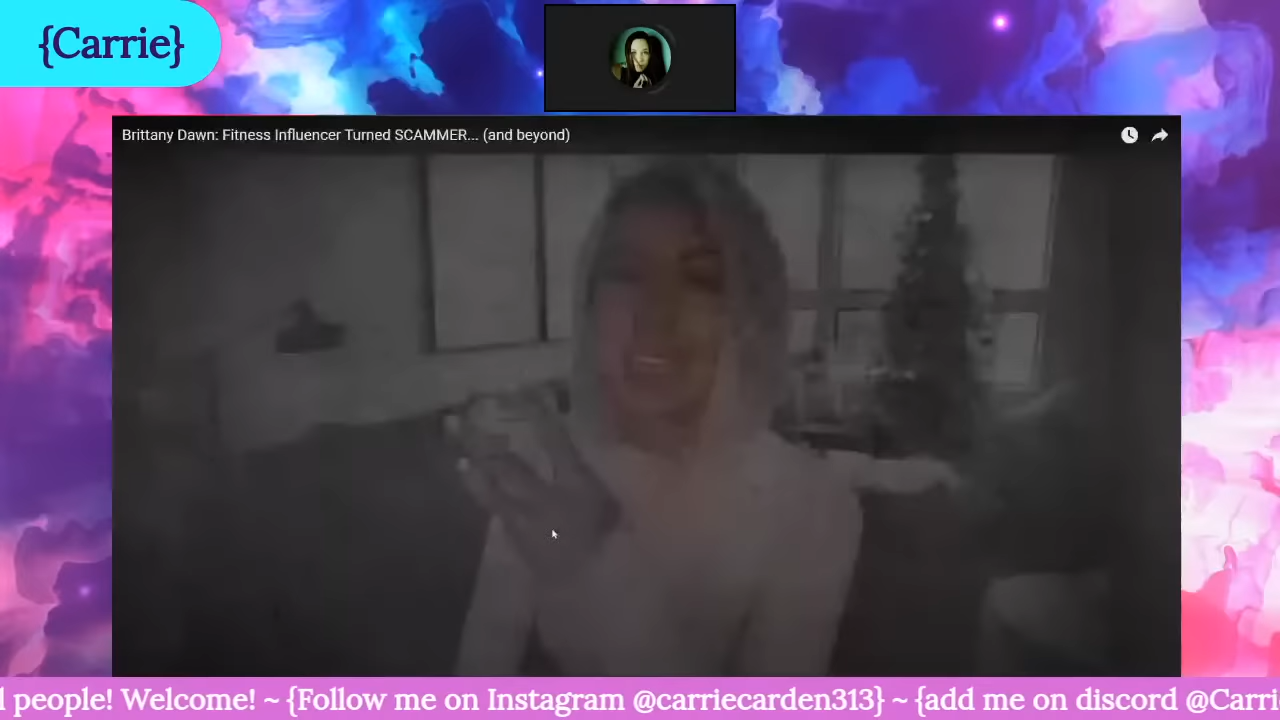 {Carrie}
Brittany Dawn: Fitness Influencer Turned SCAMMER... (and beyond)
people! Welcome! ~ {Follow me on Instagram @carriecarden313} ~ {add me on discord @Carri